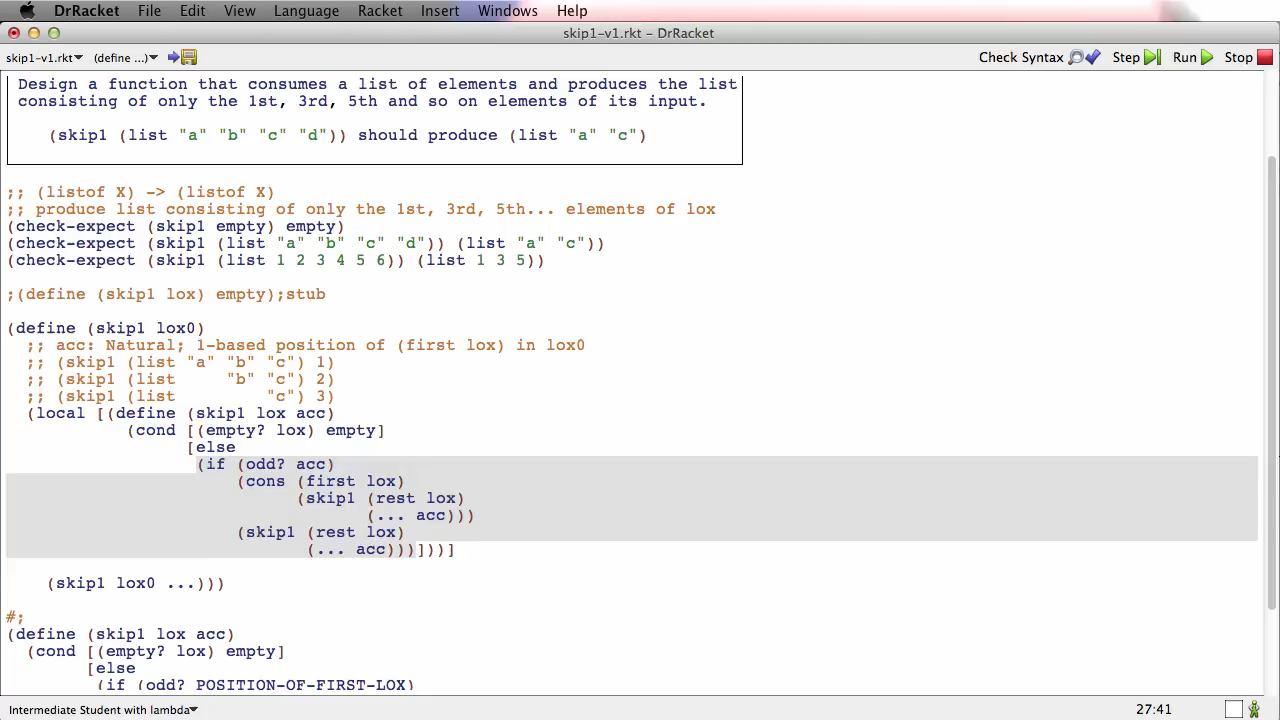 DrRacket File Edit View Language Racket Insert Windows Help
skip1-v1.rkt – DrRacket
skip1-v1.rkt (define ...) Check Syntax Step Run Stop
Design a function that consumes a list of elements and produces the list
consisting of only the 1st, 3rd, 5th and so on elements of its input.
(skip1 (list "a" "b" "c" "d")) should produce (list "a" "c")
;; (listof X) -> (listof X)
;; produce list consisting of only the 1st, 3rd, 5th... elements of lox
(check-expect (skip1 empty) empty)
(check-expect (skip1 (list "a" "b" "c" "d")) (list "a" "c"))
(check-expect (skip1 (list 1 2 3 4 5 6)) (list 1 3 5))
;(define (skip1 lox) empty);stub
(define (skip1 lox0)
;; acc: Natural; 1-based position of (first lox) in lox0
;; (skip1 (list "a" "b" "c") 1)
;; (skip1 (list "b" "c") 2)
;; (skip1 (list "c") 3)
(local [(define (skip1 lox acc)
(cond [(empty? lox) empty]
[else
(if (odd? acc)
(cons (first lox)
(skip1 (rest lox)
(... acc)))
(skip1 (rest lox)
(... acc)))]))]
(skip1 lox0 ...)))
#;
(define (skip1 lox acc)
(cond [(empty? lox) empty]
[else
(if (odd? POSITION-OF-FIRST-LOX)
Intermediate Student with lambda 27:41